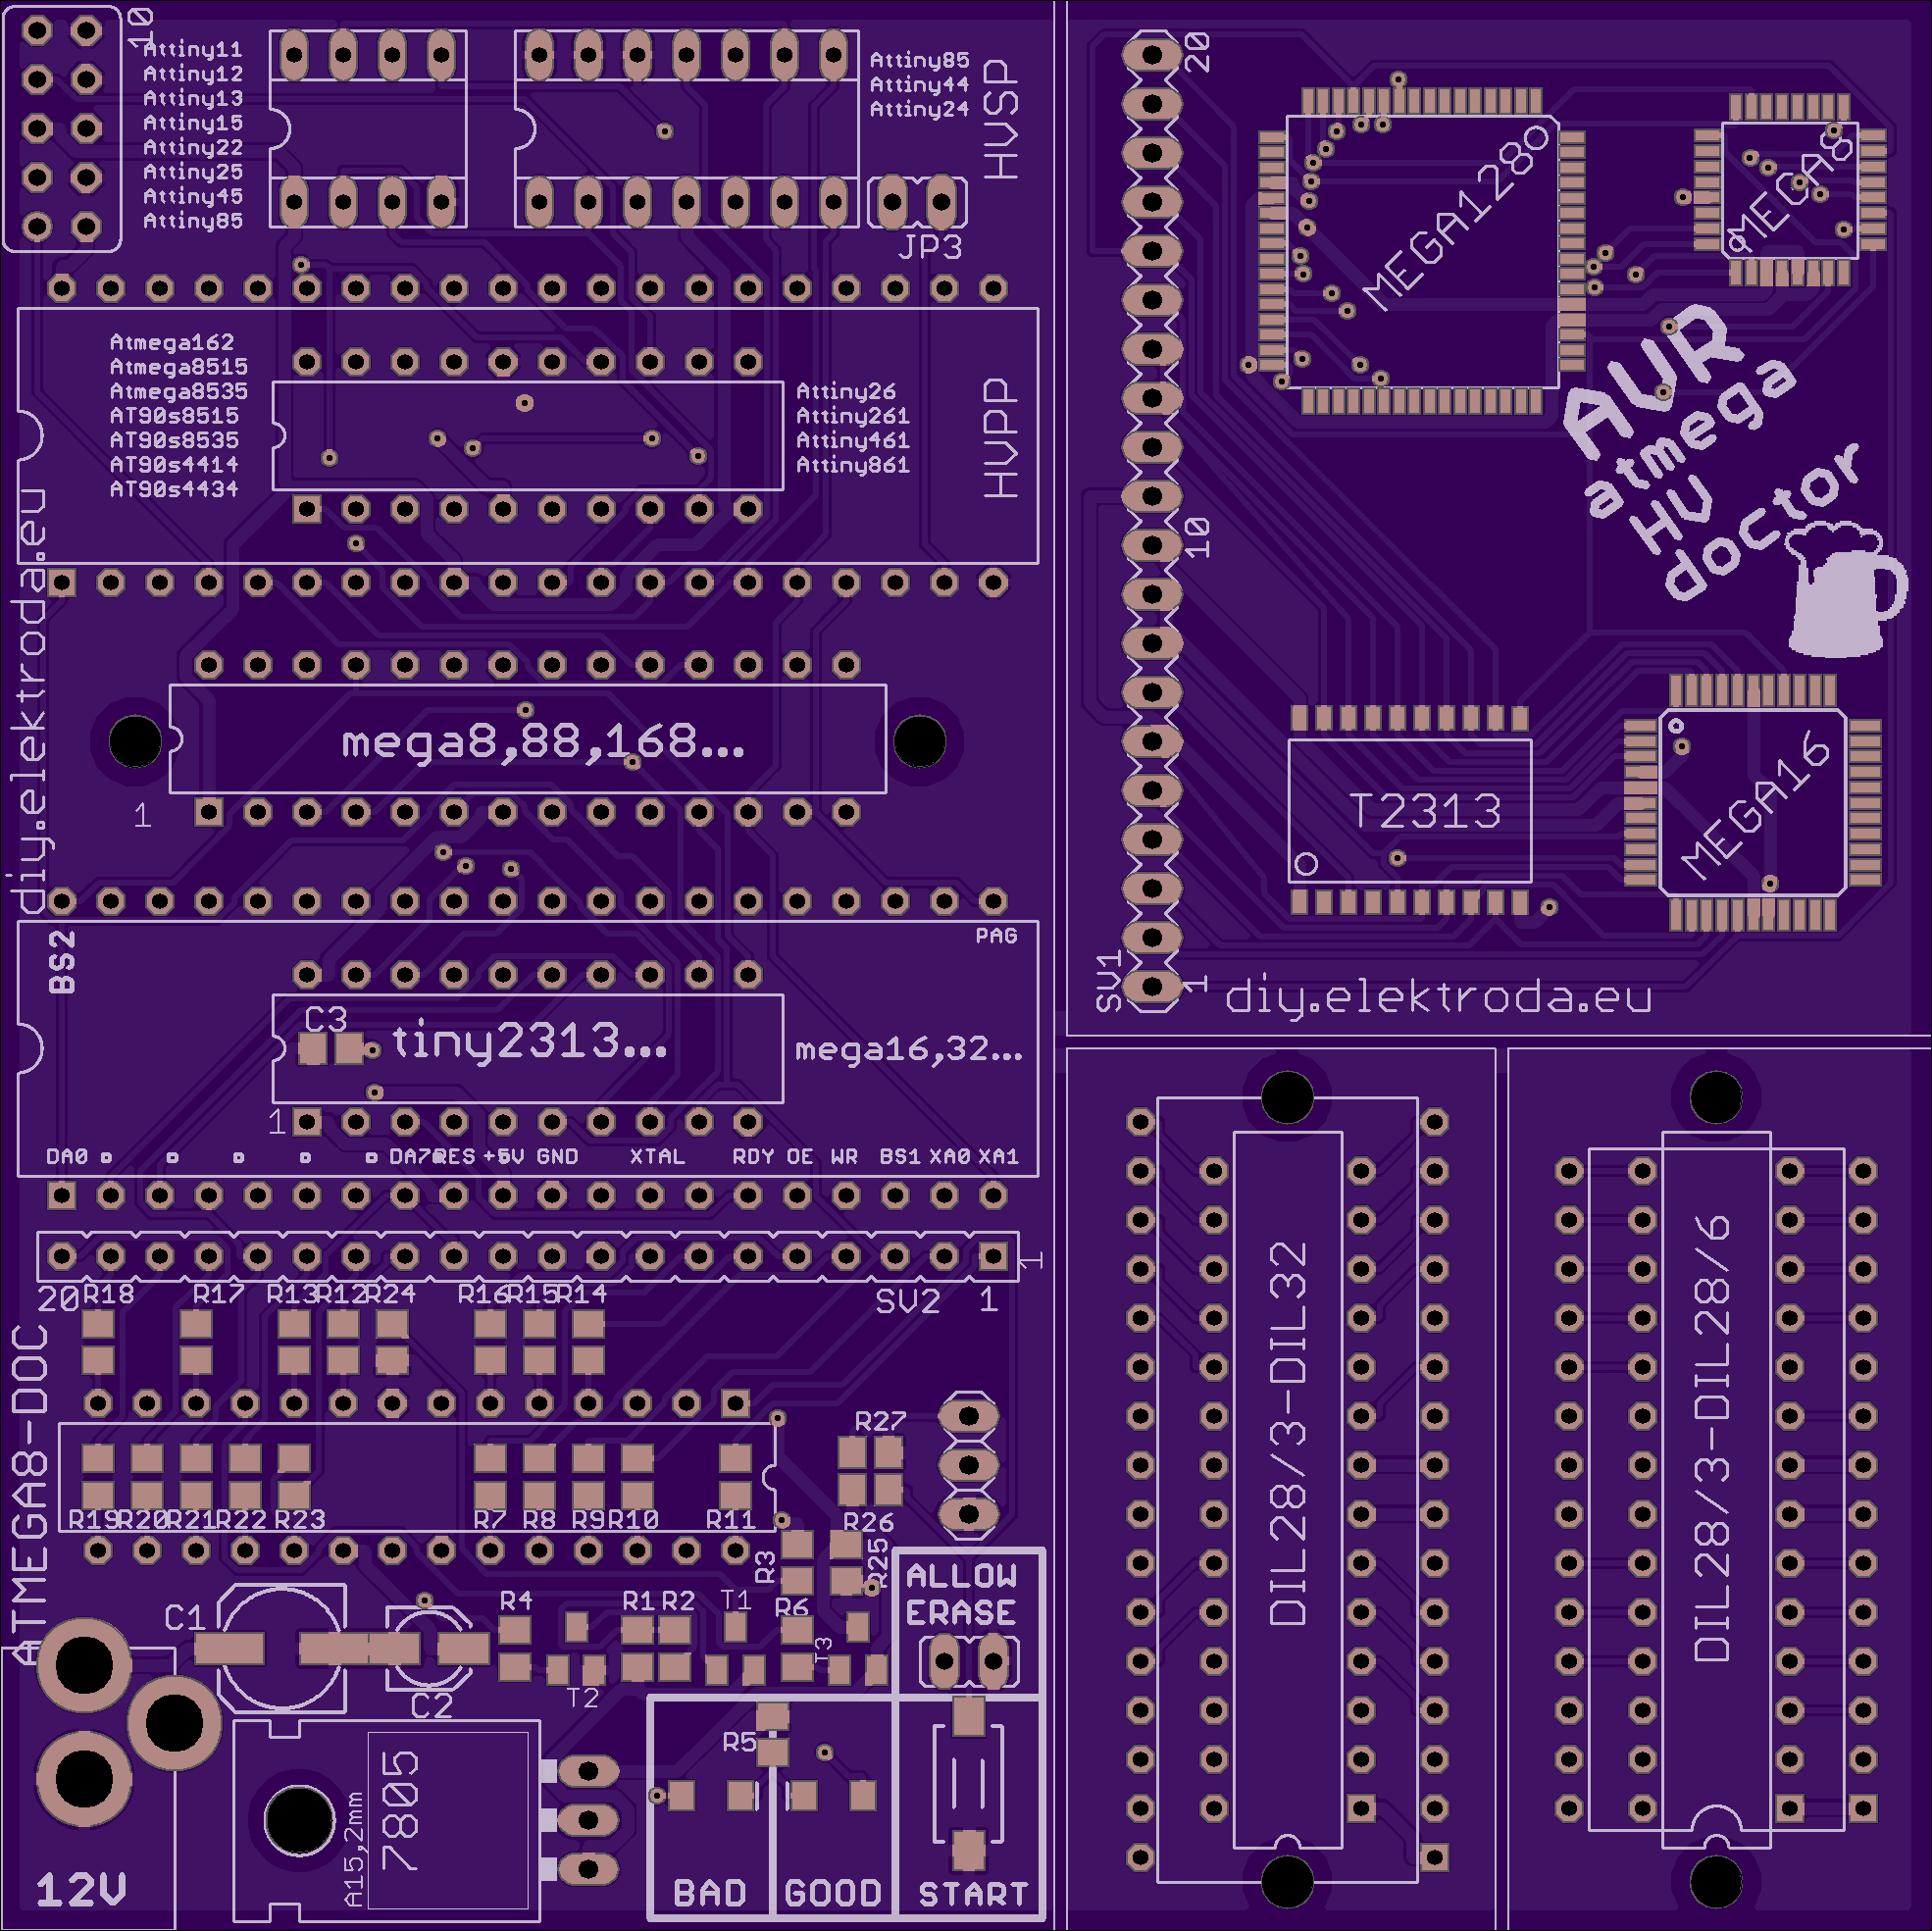 10
Attiny11
Attiny12
Attiny13
Attiny15
Attiny22
Attiny25
Attiny45
Attiny85
Attiny85
Attiny44
Attiny24
HVSP
JP3
Atmega162
Atmega8515
Atmega8535
AT90s8515
AT90s8535
AT90s4414
AT90s4434
Attiny26
Attiny261
Attiny461
Attiny861
HVPP
diy.elektroda.eu
mega8,88,168...
1
BS2
PAG
C3
tiny2313...
mega16,32...
1
DA0 DA7 RES +5V GND XTAL RDY OE WR BS1 XA0 XA1
1
20 R18 R17 R13 R12 R24 R16 R15 R14 SV2 1
ATMEGA8-DOC
R27
R19 R20 R21 R22 R23 R7 R8 R9 R10 R11 R26
R3 R25
ALLOW
ERASE
C1 R4 R1 R2 T1 R6
T3
T2
C2
R5
7805
A15,2mm
12V
BAD GOOD START
20
MEGA128
MEGA8
AVR
atmega
HV
doctor
10
T2313
MEGA16
SV1
1
diy.elektroda.eu
DIL28/3-DIL32
DIL28/3-DIL28/6